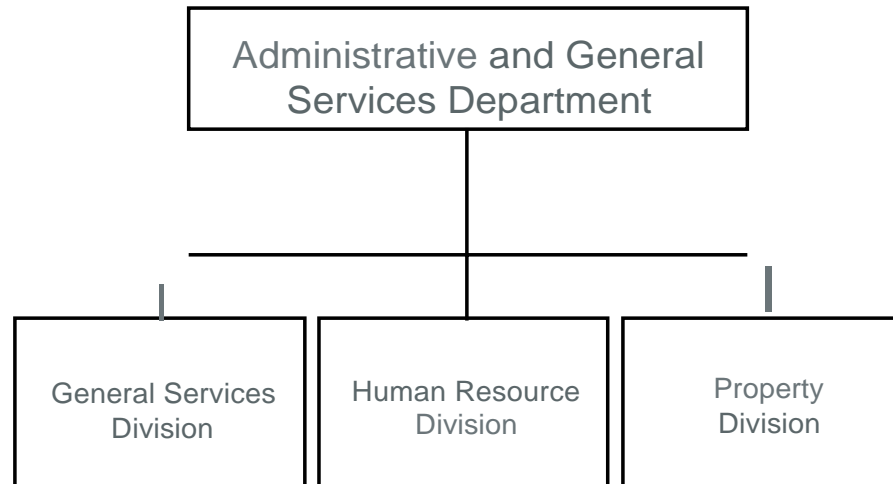 Administrative and General
Services Department
General Services
Division
Human Resource
Division
Property
Division